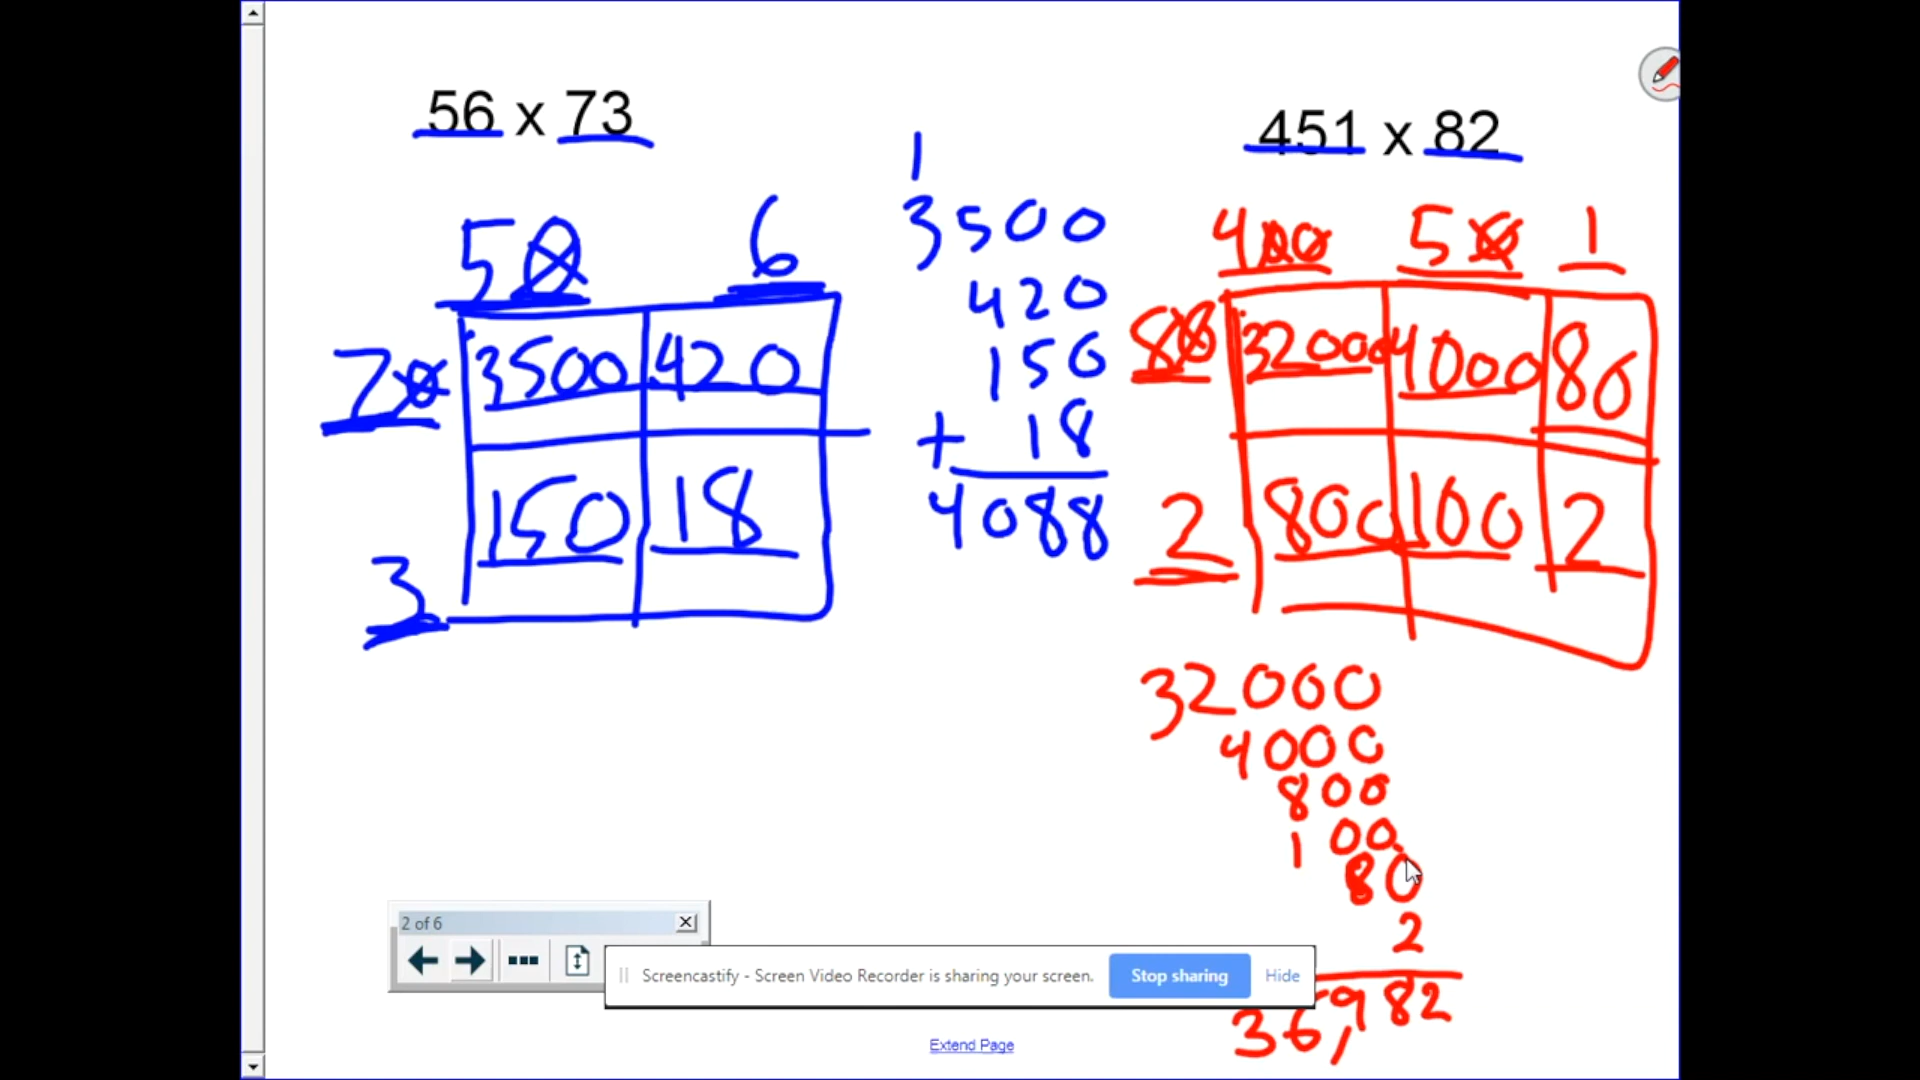 56 x 73
50 6
70 3500 420
3 150 18
1
3500
420
150
+ 18
4088
451 x 82
400 50 1
80 32000 4000 80
2 800 100 2
32000
4000
800
100
80
2
36,982
2 of 6
Screencastify - Screen Video Recorder is sharing your screen. Stop sharing Hide
Extend Page